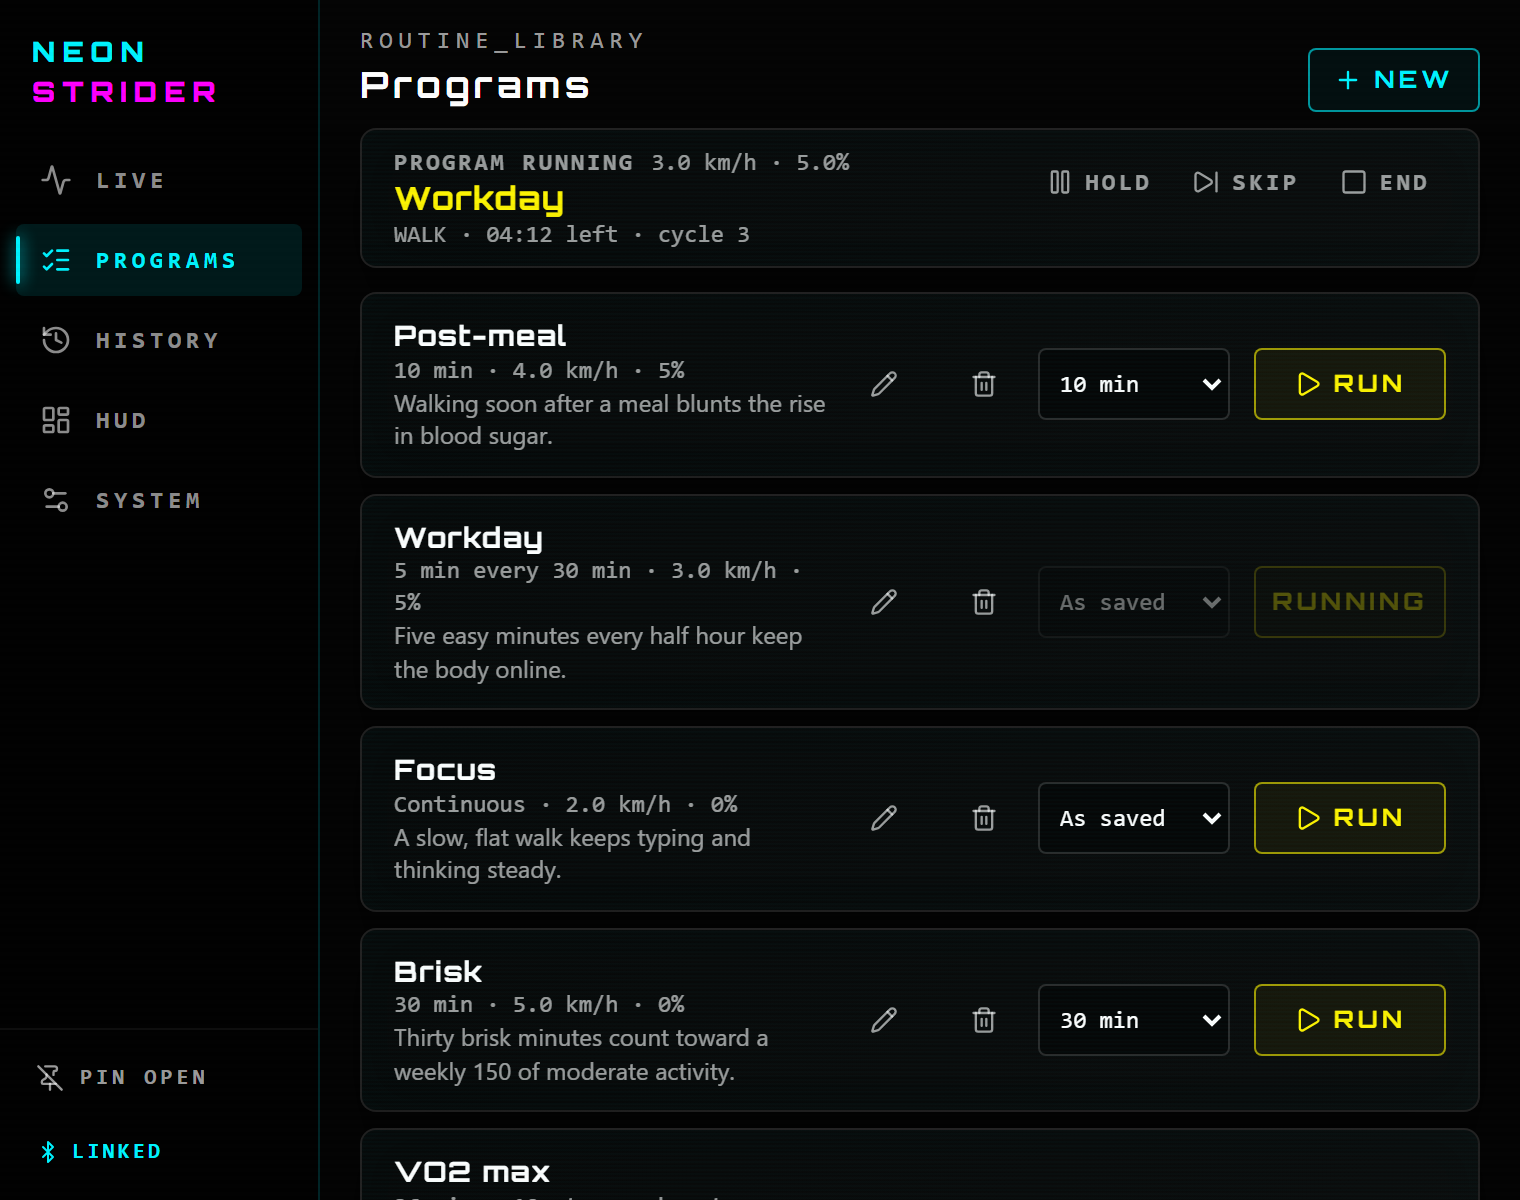 NEON
STRIDER
LIVE
PROGRAMS
HISTORY
HUD
SYSTEM
PIN OPEN
LINKED
ROUTINE_LIBRARY
Programs
+ NEW
PROGRAM RUNNING 3.0 km/h · 5.0%
Workday
WALK · 04:12 left · cycle 3
HOLD
SKIP
END
Post-meal
10 min · 4.0 km/h · 5%
Walking soon after a meal blunts the rise
in blood sugar.
10 min
RUN
Workday
5 min every 30 min · 3.0 km/h ·
5%
Five easy minutes every half hour keep
the body online.
As saved
RUNNING
Focus
Continuous · 2.0 km/h · 0%
A slow, flat walk keeps typing and
thinking steady.
As saved
RUN
Brisk
30 min · 5.0 km/h · 0%
Thirty brisk minutes count toward a
weekly 150 of moderate activity.
30 min
RUN
VO2 max